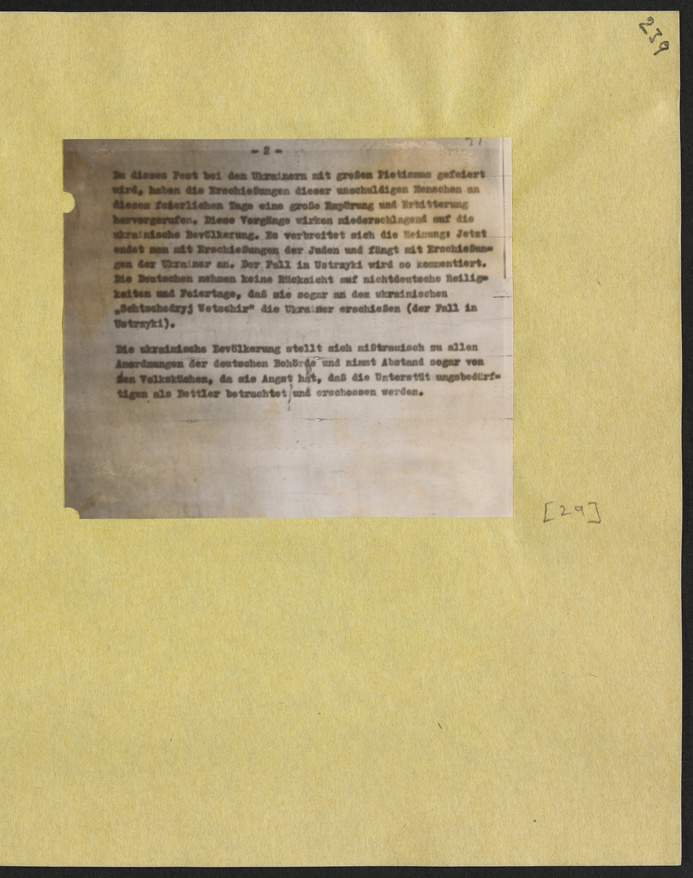 239
- 2 -
Da dieses Fest bei den Ukrainern mit großen Pietismus gefeiert
wird, haben die Erschießungen dieser unschuldigen Menschen an
diesem feierlichen Tage eine große Empörung und Erbitterung
hervorgerufen. Diese Vorgänge wirken niederschlagend auf die
ukrainische Bevölkerung. Es verbreitet sich die Meinung: Jetzt
endet man mit Erschießungen der Juden und fängt mit Erschießun-
gen der Ukrainer an. Der Fall in Ustrzyki wird so kommentiert.
Die Deutschen nehmen keine Rücksicht auf nichtdeutsche Heilig-
keiten und Feiertage, daß sie sogar an dem ukrainischen
„Schtschedryj Wetschir" die Ukrainer erschießen (der Fall in
Ustrzyki).
Die ukrainische Bevölkerung stellt sich mißtrauisch zu allen
Anordnungen der deutschen Behörde und nimmt Abstand sogar von
den Volksküchen, da sie Angst hat, daß die Unterstüt ungsbedürf-
tigen als Bettler betrachtet und erschossen werden.
[29]